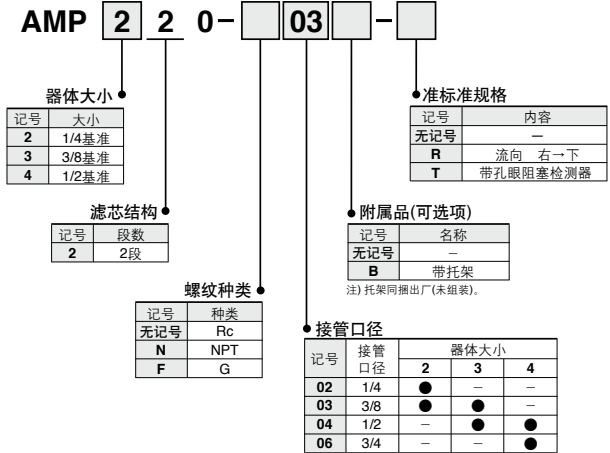 AMP 2 2 0- 03 -
器体大小
记号 大小
2 1/4基准
3 3/8基准
4 1/2基准
滤芯结构
记号 段数
2 2段
螺纹种类
记号 种类
无记号 Rc
N NPT
F G
准标准规格
记号 内容
无记号 —
R 流向 右→下
T 带孔眼阻塞检测器
附属品(可选项)
记号 名称
无记号 −
B 带托架
注) 托架同捆出厂(未组装)。
接管口径
记号 接管口径 器体大小
2 3 4
02 1/4 ● − −
03 3/8 ● ● −
04 1/2 − ● ●
06 3/4 − − ●